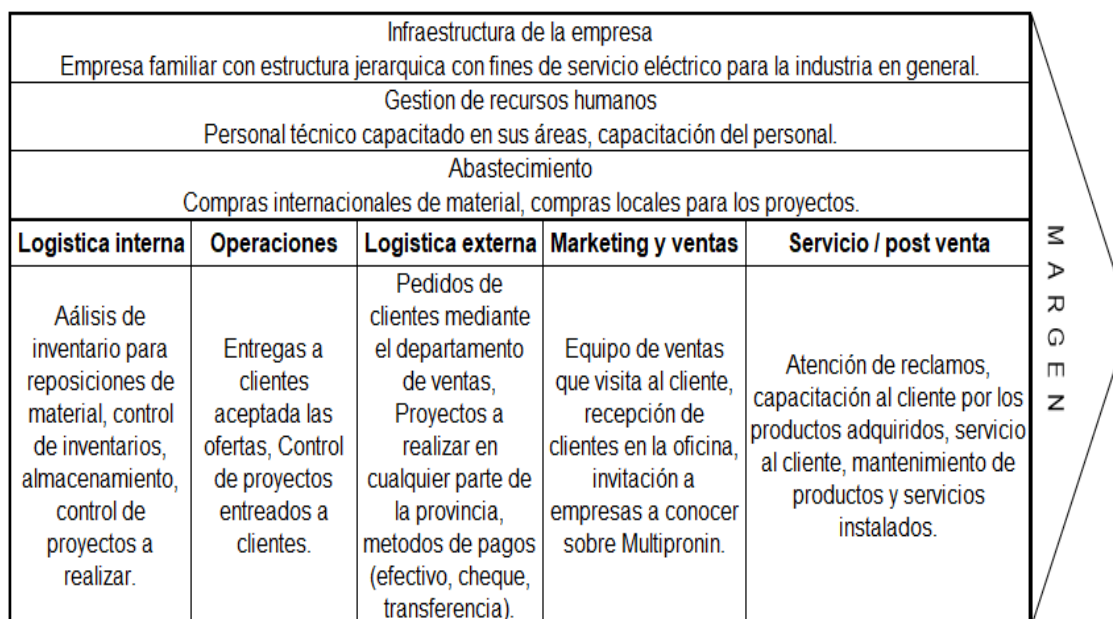 Infraestructura de la empresa
Empresa familiar con estructura jerarquica con fines de servicio eléctrico para la industria en general.
Gestion de recursos humanos
Personal técnico capacitado en sus áreas, capacitación del personal.
Abastecimiento
Compras internacionales de material, compras locales para los proyectos.
Logistica interna
Aálisis de
inventario para
reposiciones de
material, control
de inventarios,
almacenamiento,
control de
proyectos a
realizar.
Operaciones
Entregas a
clientes
aceptada las
ofertas, Control
de proyectos
entreados a
clientes.
Logistica externa
Pedidos de
clientes mediante
el departamento
de ventas,
Proyectos a
realizar en
cualquier parte de
la provincia,
metodos de pagos
(efectivo, cheque,
transferencia).
Marketing y ventas
Equipo de ventas
que visita al cliente,
recepción de
clientes en la oficina,
invitación a
empresas a conocer
sobre Multipronin.
Servicio / post venta
Atención de reclamos,
capacitación al cliente por los
productos adquiridos, servicio
al cliente, mantenimiento de
productos y servicios
instalados.
MARGEN